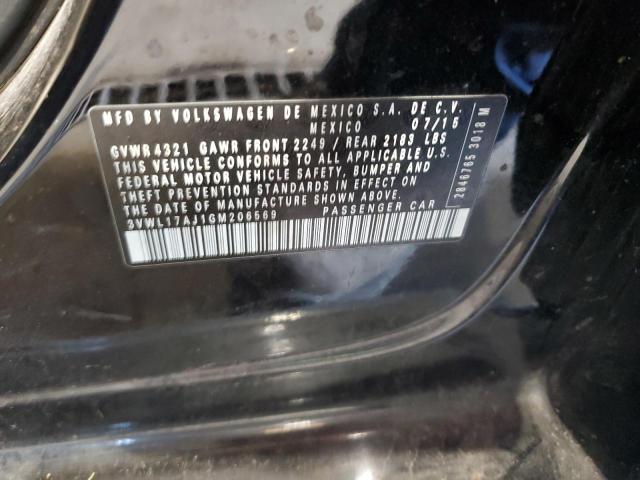 MFD BY VOLKSWAGEN DE MEXICO S.A. DE C.V.
MEXICO 07/15
GVWR 4321 GAWR FRONT 2249 / REAR 2183 LBS
THIS VEHICLE CONFORMS TO ALL APPLICABLE U.S.
FEDERAL MOTOR VEHICLE SAFETY, BUMPER AND
THEFT PREVENTION STANDARDS IN EFFECT ON
THE DATE OF MANUFACTURE SHOWN ABOVE.
3VWL17AJ1GM206569 PASSENGER CAR
2846765 3018 M